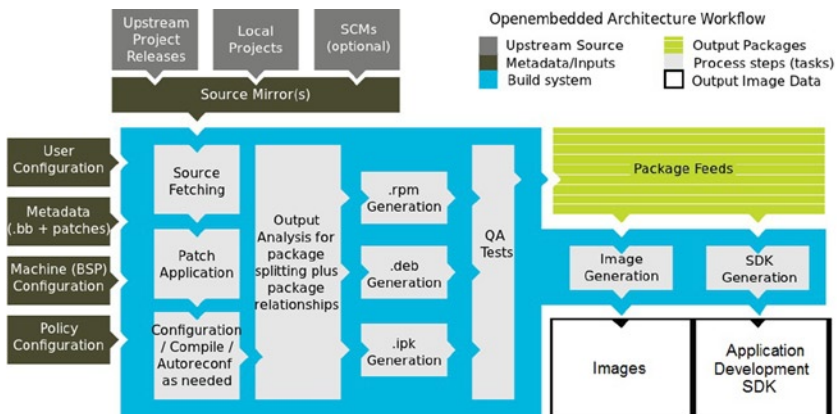 Upstream
Project
Releases
Local
Projects
SCMs
(optional)
Openembedded Architecture Workflow
Upstream Source
Metadata/Inputs
Build system
Output Packages
Process steps (tasks)
Output Image Data
Source Mirror(s)
User
Configuration
Metadata
(.bb + patches)
Machine (BSP)
Configuration
Policy
Configuration
Source
Fetching
Patch
Application
Configuration
/ Compile /
Autoreconf
as needed
Output
Analysis for
package
splitting plus
package
relationships
.rpm
Generation
.deb
Generation
.ipk
Generation
QA
Tests
Package Feeds
Image
Generation
SDK
Generation
Images
Application
Development
SDK